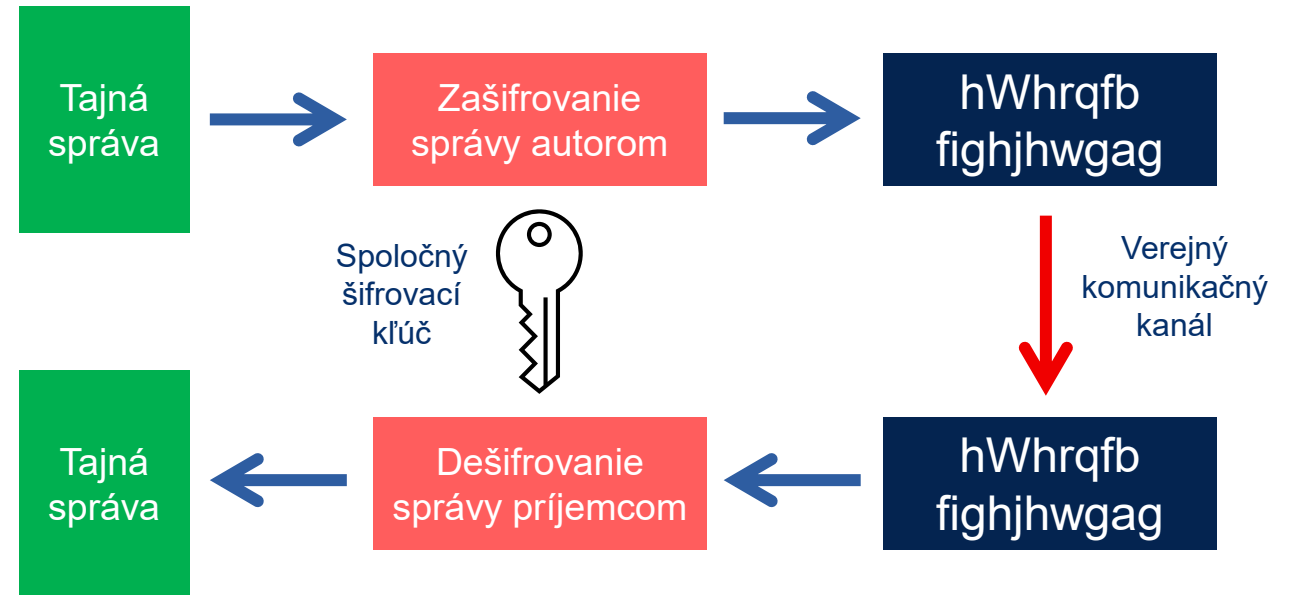 Tajná
správa
Zašifrovanie
správy autorom
hWhrqfb
fighjhwgag
Spoločný
šifrovací
kľúč
Verejný
komunikačný
kanál
Tajná
správa
Dešifrovanie
správy príjemcom
hWhrqfb
fighjhwgag